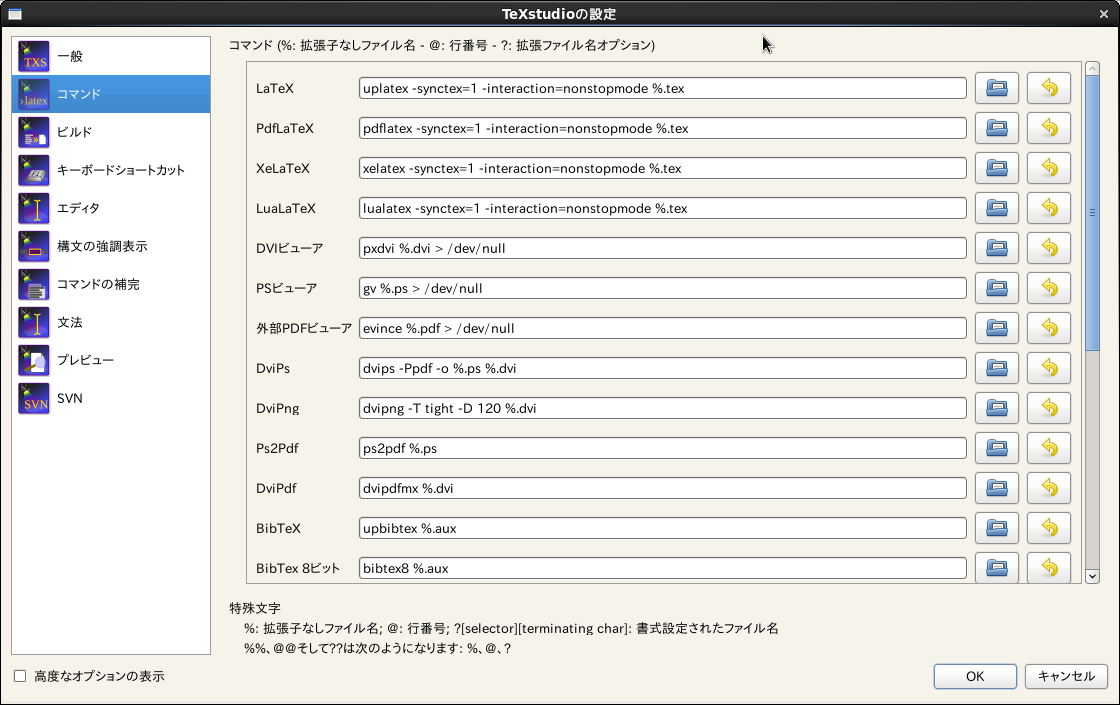 TeXstudioの設定
TXS 一般
›latex コマンド
ビルド
キーボードショートカット
エディタ
構文の強調表示
コマンドの補完
文法
プレビュー
SVN SVN
コマンド (%: 拡張子なしファイル名 - @: 行番号 - ?: 拡張ファイル名オプション)
LaTeX uplatex -synctex=1 -interaction=nonstopmode %.tex
PdfLaTeX pdflatex -synctex=1 -interaction=nonstopmode %.tex
XeLaTeX xelatex -synctex=1 -interaction=nonstopmode %.tex
LuaLaTeX lualatex -synctex=1 -interaction=nonstopmode %.tex
DVIビューア pxdvi %.dvi > /dev/null
PSビューア gv %.ps > /dev/null
外部PDFビューア evince %.pdf > /dev/null
DviPs dvips -Ppdf -o %.ps %.dvi
DviPng dvipng -T tight -D 120 %.dvi
Ps2Pdf ps2pdf %.ps
DviPdf dvipdfmx %.dvi
BibTeX upbibtex %.aux
BibTex 8ビット bibtex8 %.aux
特殊文字
%: 拡張子なしファイル名; @: 行番号; ?[selector][terminating char]: 書式設定されたファイル名
%%、@@そして??は次のようになります: %、@、?
高度なオプションの表示
OK キャンセル